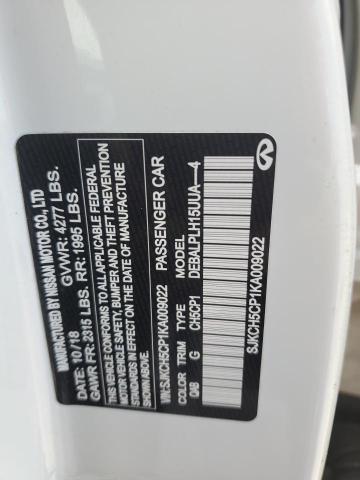 MANUFACTURED BY NISSAN MOTOR CO., LTD
DATE: 10/18 GVWR: 4277 LBS.
GAWR FR: 2315 LBS. RR: 1995 LBS.
THIS VEHICLE CONFORMS TO ALL APPLICABLE FEDERAL
MOTOR VEHICLE SAFETY, BUMPER, AND THEFT PREVENTION
STANDARDS IN EFFECT ON THE DATE OF MANUFACTURE SHOWN ABOVE.
VIN: SJKCH5CP1KA009022 PASSENGER CAR
COLOR TRIM TYPE MODEL
QAB G CH5CP1 DEBALPLH15UUA----4
SJKCH5CP1KA009022